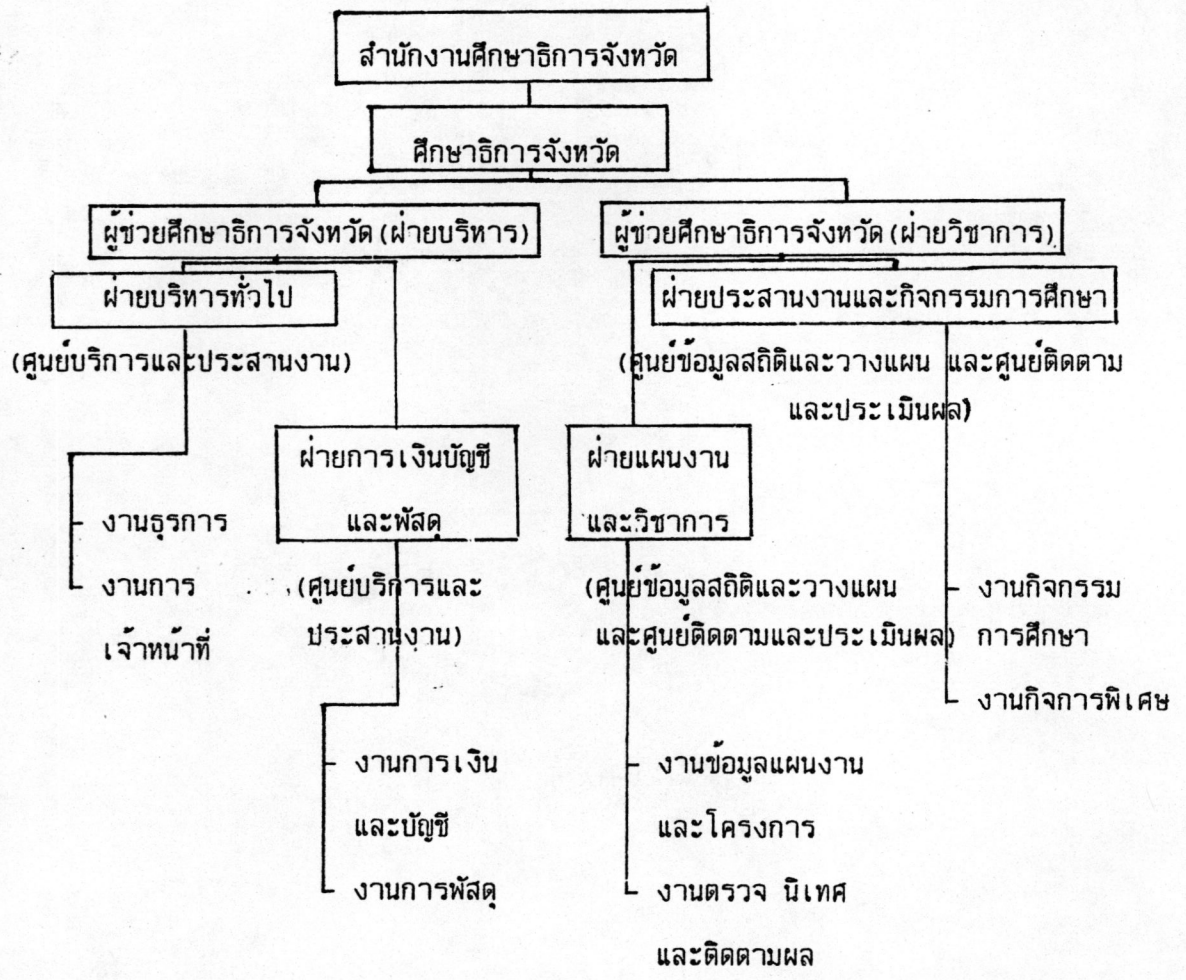 สำนักงานศึกษาธิการจังหวัด
ศึกษาธิการจังหวัด
ผู้ช่วยศึกษาธิการจังหวัด (ฝ่ายบริหาร)
ผู้ช่วยศึกษาธิการจังหวัด (ฝ่ายวิชาการ)
ฝ่ายบริหารทั่วไป
ฝ่ายประสานงานและกิจกรรมการศึกษา
(ศูนย์บริการและประสานงาน)
(ศูนย์ข้อมูลสถิติและวางแผน และศูนย์ติดตาม
และประเมินผล)
ฝ่ายการเงินบัญชี
และพัสดุ
ฝ่ายแผนงาน
และวิชาการ
- งานธุรการ
- งานการ
เจ้าหน้าที่
(ศูนย์บริการและ
ประสานงาน)
(ศูนย์ข้อมูลสถิติและวางแผน
และศูนย์ติดตามและประเมินผล)
- งานกิจกรรม
การศึกษา
- งานกิจการพิเศษ
- งานการเงิน
และบัญชี
- งานการพัสดุ
- งานข้อมูลแผนงาน
และโครงการ
- งานตรวจ นิเทศ
และติดตามผล